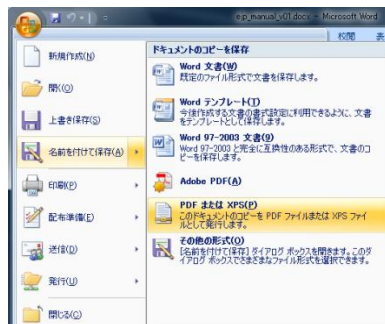 eip_manual_v01.docx - Microsoft Word
校閲
表
新規作成(N)
開く(O)
上書き保存(S)
名前を付けて保存(A)
印刷(P)
配布準備(E)
送信(D)
発行(U)
閉じる(C)
ドキュメントのコピーを保存
Word 文書(W)
既定のファイル形式で文書を保存します。
Word テンプレート(T)
今後作成する文書の書式設定に利用できるように、文書
をテンプレートとして保存します。
Word 97-2003 文書(9)
Word 97-2003 と完全に互換性のある形式で、文書のコ
ピーを保存します。
Adobe PDF(A)
PDF または XPS(P)
このドキュメントのコピーを PDF ファイルまたは XPS ファイ
ルとして発行します。
その他の形式(O)
[名前を付けて保存] ダイアログ ボックスを開きます。このダ
イアログ ボックスでさまざまなファイル形式を選択できます。